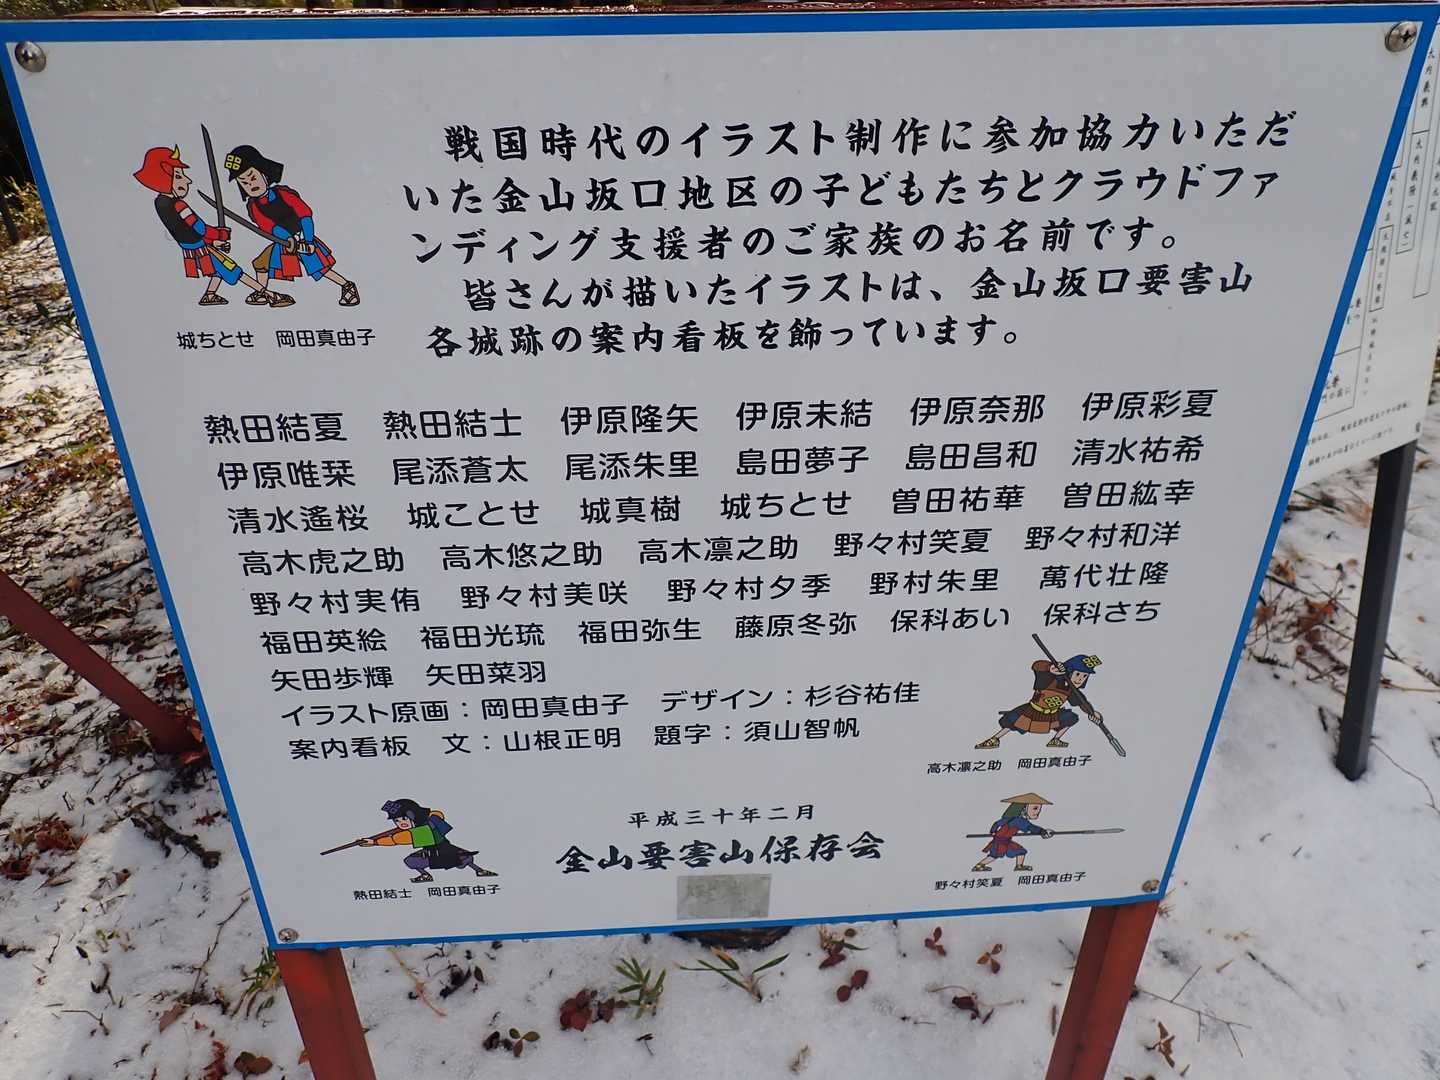 戦国時代のイラスト制作に参加協力いただ
いた金山坂口地区の子どもたちとクラウドファ
ンディング支援者のご家族のお名前です。
皆さんが描いたイラストは、金山坂口要害山
各城跡の案内看板を飾っています。
城ちとせ　岡田真由子
熱田結夏　熱田結士　伊原隆矢　伊原未結　伊原奈那　伊原彩夏
伊原唯栞　尾添蒼太　尾添朱里　島田夢子　島田昌和　清水祐希
清水遙桜　城ことせ　城真樹　城ちとせ　曽田祐華　曽田紘幸
高木虎之助　高木悠之助　高木凛之助　野々村笑夏　野々村和洋
野々村実侑　野々村美咲　野々村夕季　野村朱里　萬代壮隆
福田英絵　福田光琉　福田弥生　藤原冬弥　保科あい　保科さち
矢田歩輝　矢田菜羽
イラスト原画：岡田真由子　デザイン：杉谷祐佳
案内看板　文：山根正明　題字：須山智帆
高木凛之助　岡田真由子
平成三十年二月
金山要害山保存会
熱田結士　岡田真由子
野々村笑夏　岡田真由子